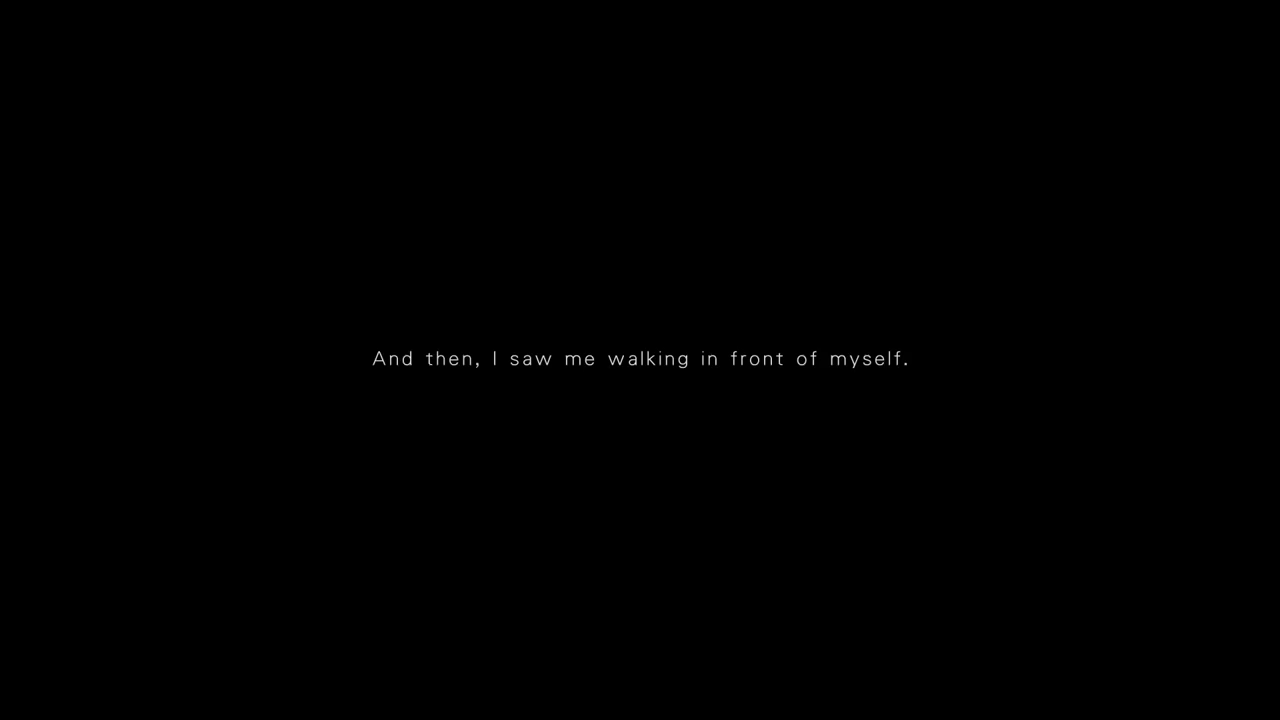 And then, I saw me walking in front of myself.